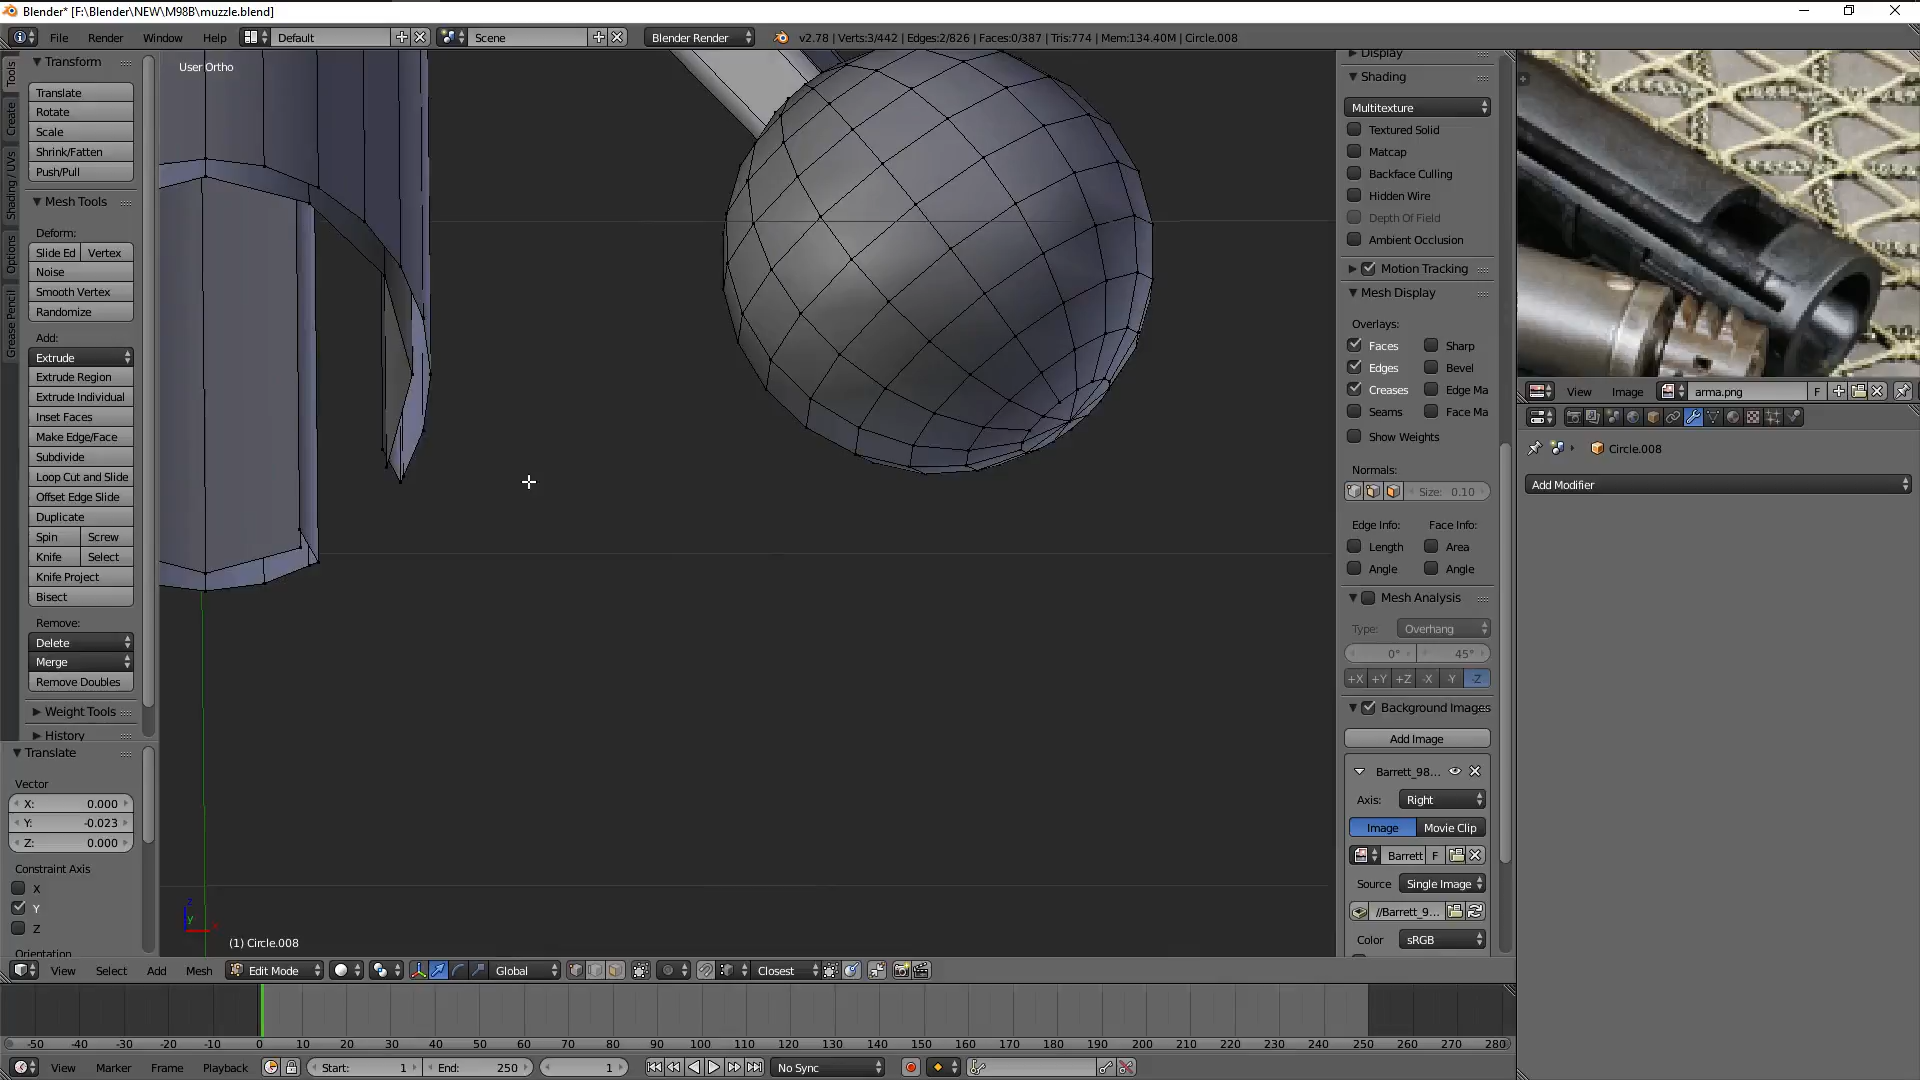 Blender* [F:\Blender\NEW\M98B\muzzle.blend]
File Render Window Help Default Scene Blender Render v2.78 | Verts:3/442 | Edges:2/826 | Faces:0/387 | Tris:774 | Mem:134.40M | Circle.008
Tools
Create
Shading / UVs
Options
Grease Pencil
Transform
Translate
Rotate
Scale
Shrink/Fatten
Push/Pull
Mesh Tools
Deform:
Slide Ed Vertex
Noise
Smooth Vertex
Randomize
Add:
Extrude
Extrude Region
Extrude Individual
Inset Faces
Make Edge/Face
Subdivide
Loop Cut and Slide
Offset Edge Slide
Duplicate
Spin Screw
Knife Select
Knife Project
Bisect
Remove:
Delete
Merge
Remove Doubles
Weight Tools
History
Translate
Vector
X: 0.000
Y: -0.023
Z: 0.000
Constraint Axis
X
Y
Z
Orientation
User Ortho
z
y
x
(1) Circle.008
Display
Shading
Multitexture
Textured Solid
Matcap
Backface Culling
Hidden Wire
Depth Of Field
Ambient Occlusion
Motion Tracking
Mesh Display
Overlays:
Faces Sharp
Edges Bevel
Creases Edge Ma
Seams Face Ma
Show Weights
Normals:
Size: 0.10
Edge Info: Face Info:
Length Area
Angle Angle
Mesh Analysis
Type: Overhang
0° 45°
+X +Y +Z -X -Y -Z
Background Images
Add Image
Barrett_98...
Axis: Right
Image Movie Clip
Barrett F
Source Single Image
//Barrett_9...
Color sRGB
View Image arma.png F
Circle.008
Add Modifier
View Select Add Mesh Edit Mode Global Closest
-50 -40 -30 -20 -10 0 10 20 30 40 50 60 70 80 90 100 110 120 130 140 150 160 170 180 190 200 210 220 230 240 250 260 270 280
View Marker Frame Playback Start: 1 End: 250 1 No Sync